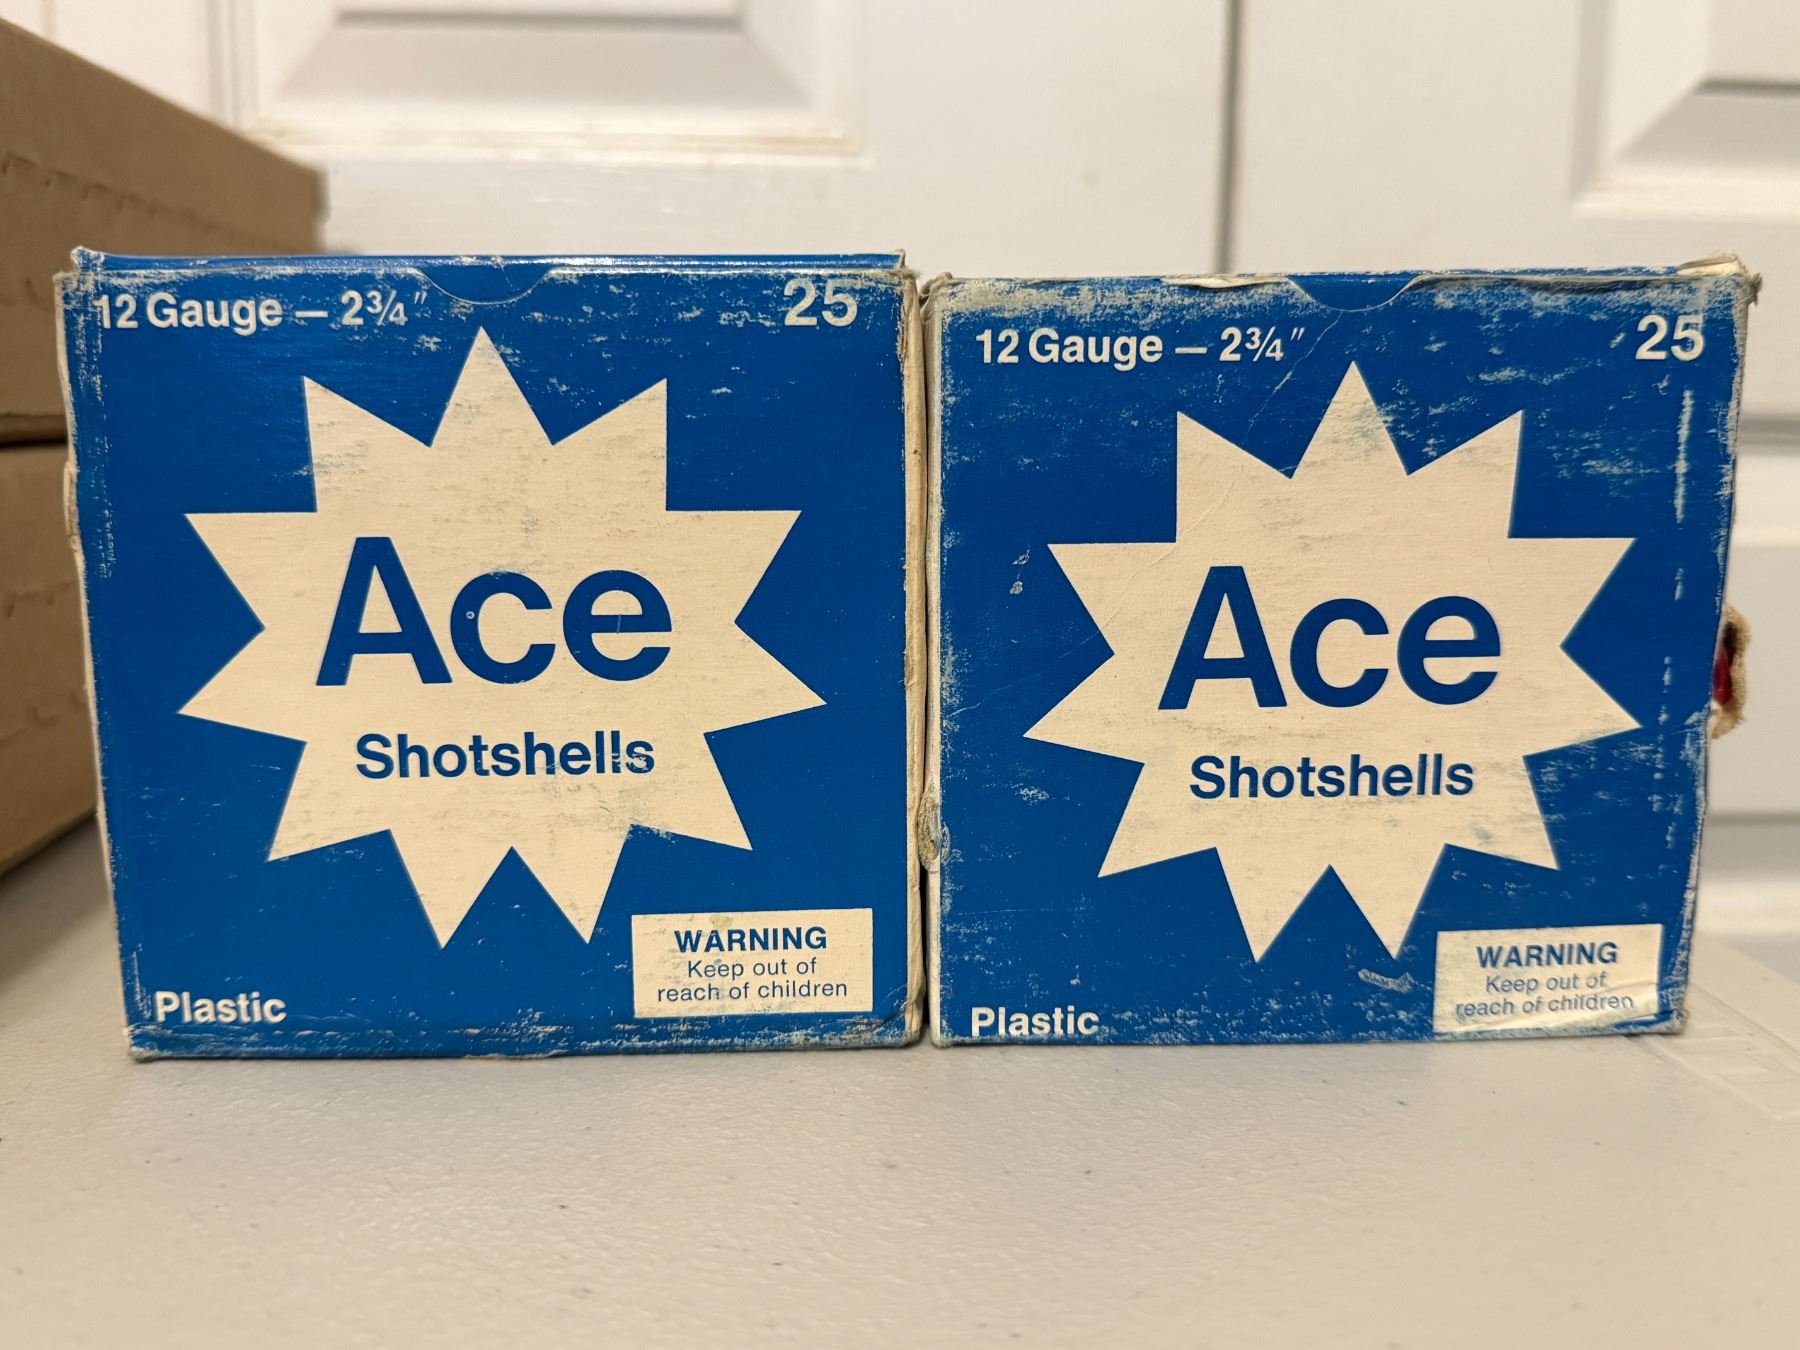 12 Gauge — 2¾″ 25
Ace
Shotshells
WARNING
Keep out of
reach of children
Plastic
12 Gauge — 2¾″ 25
Ace
Shotshells
WARNING
Keep out of
reach of children
Plastic